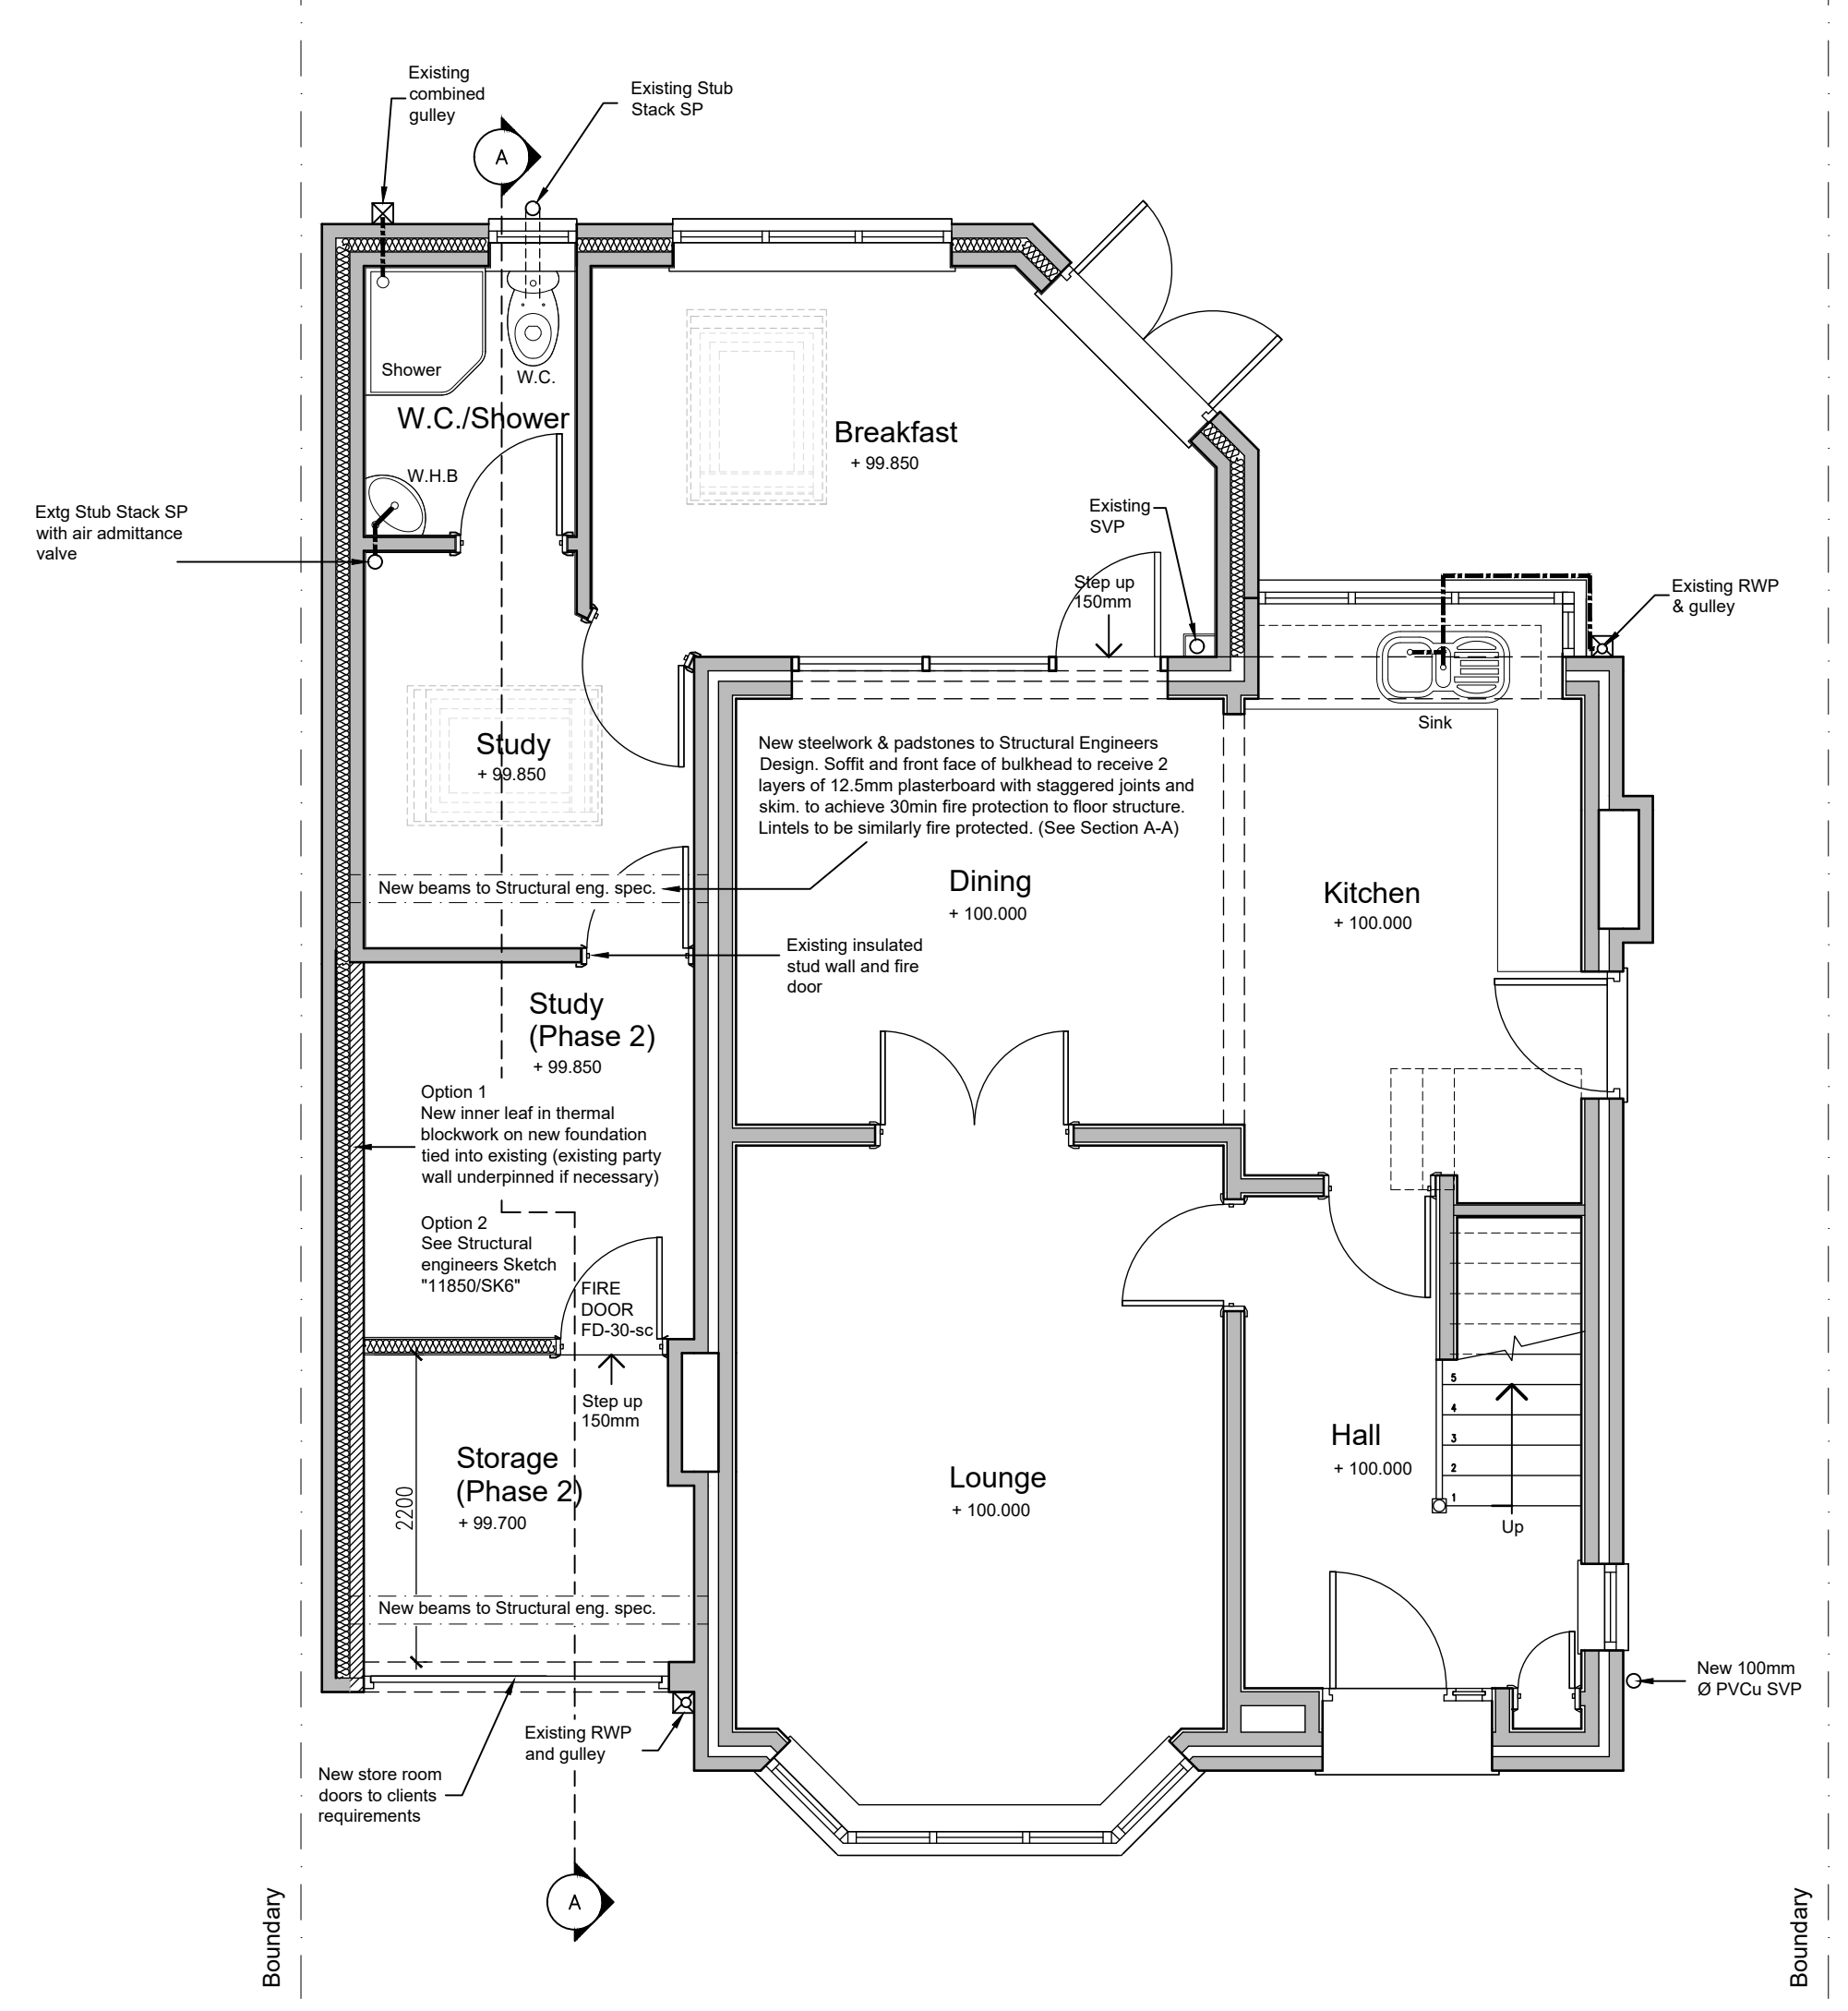 Existing
combined
gulley
Existing Stub
Stack SP
A
Shower
W.C.
W.C./Shower
W.H.B
Breakfast
+ 99.850
Extg Stub Stack SP
with air admittance
valve
Existing
SVP
Step up
150mm
Existing RWP
& gulley
Sink
Study
+ 99.850
New steelwork & padstones to Structural Engineers
Design. Soffit and front face of bulkhead to receive 2
layers of 12.5mm plasterboard with staggered joints and
skim. to achieve 30min fire protection to floor structure.
Lintels to be similarly fire protected. (See Section A-A)
New beams to Structural eng. spec.
Dining
+ 100.000
Kitchen
+ 100.000
Existing insulated
stud wall and fire
door
Study
(Phase 2)
+ 99.850
Option 1
New inner leaf in thermal
blockwork on new foundation
tied into existing (existing party
wall underpinned if necessary)
Option 2
See Structural
engineers Sketch
"11850/SK6"
FIRE
DOOR
FD-30-sc
Step up
150mm
Storage
(Phase 2)
+ 99.700
2200
New beams to Structural eng. spec.
Lounge
+ 100.000
Hall
+ 100.000
5
4
3
2
1
Up
New 100mm
Ø PVCu SVP
Existing RWP
and gulley
New store room
doors to clients
requirements
A
Boundary
Boundary